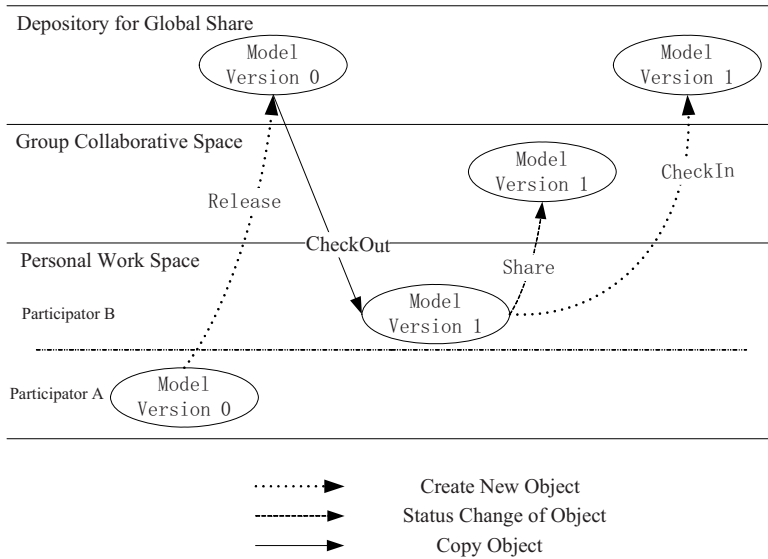 Depository for Global Share
Model
Version 0
Model
Version 1
Group Collaborative Space
Model
Version 1
CheckIn
Release
CheckOut
Personal Work Space
Share
Participator B
Model
Version 1
Participator A
Model
Version 0
Create New Object
Status Change of Object
Copy Object